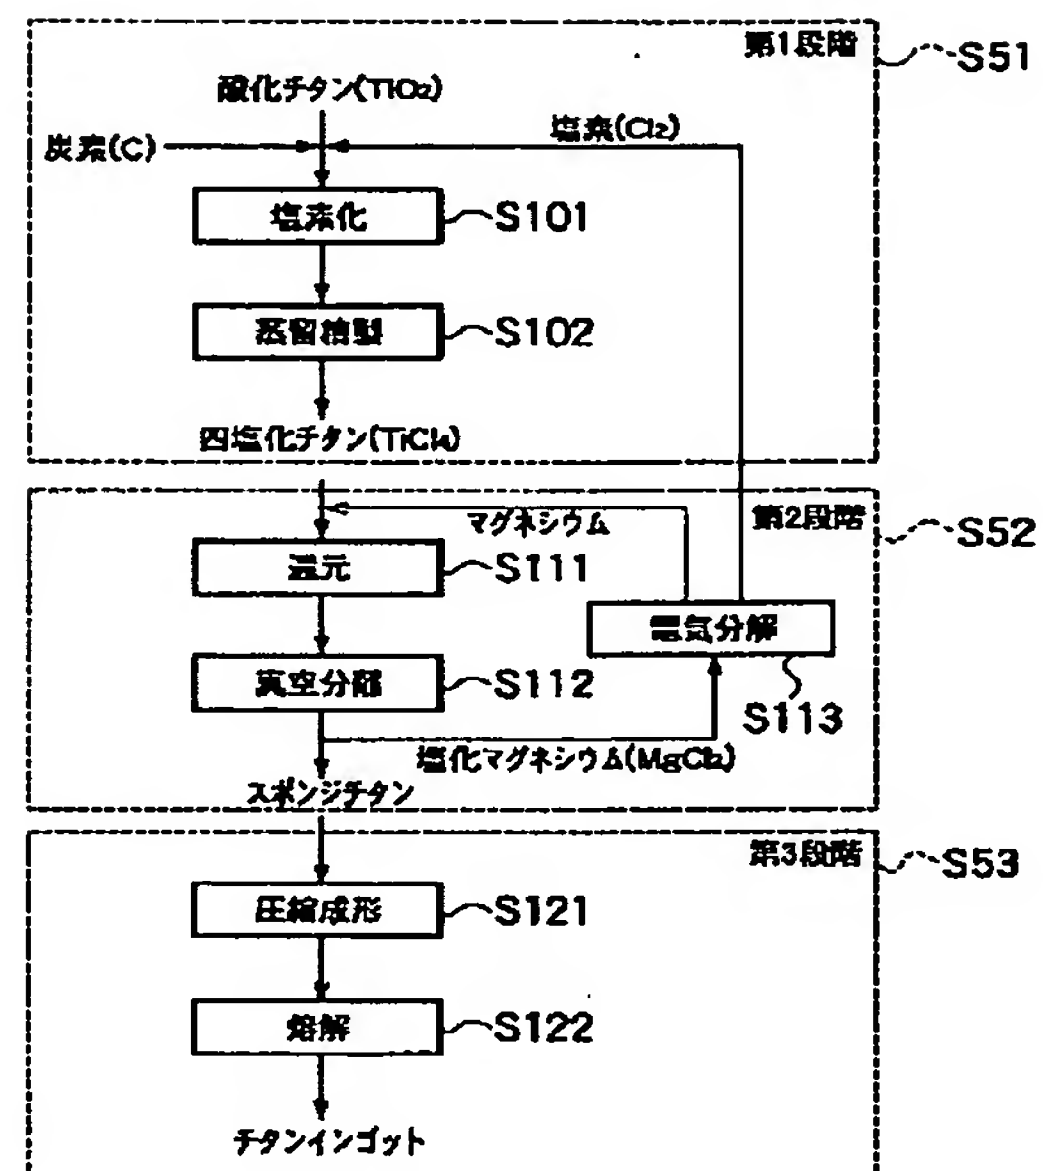 第1段階
S51
酸化チタン(TiO2)
塩素(Cl2)
炭素(C)
塩素化
S101
蒸留精製
S102
四塩化チタン(TiCl4)
第2段階
S52
マグネシウム
還元
S111
電気分解
真空分離
S112
S113
塩化マグネシウム(MgCl2)
スポンジチタン
第3段階
S53
圧縮成形
S121
熔解
S122
チタンインゴット